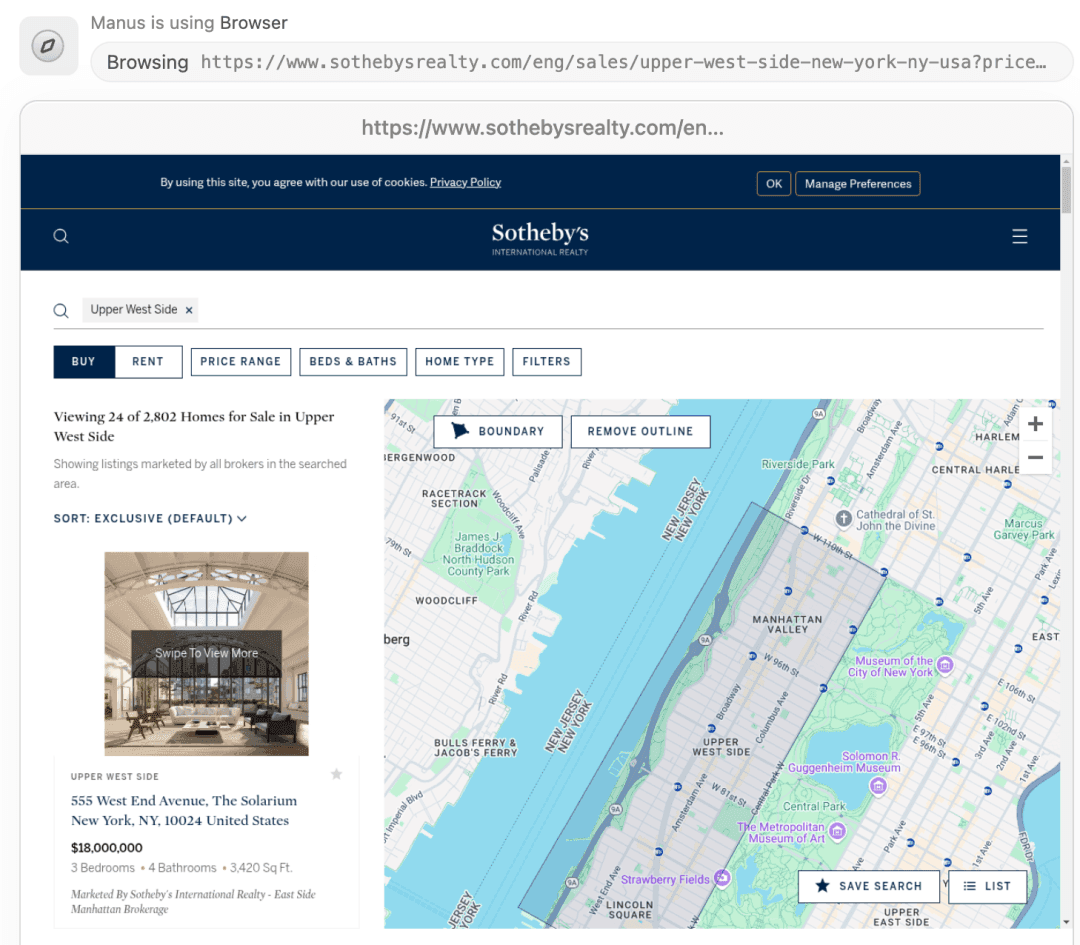 Manus is using Browser
Browsing https://www.sothebysrealty.com/eng/sales/upper-west-side-new-york-ny-usa?price…
https://www.sothebysrealty.com/en...
By using this site, you agree with our use of cookies. Privacy Policy
OK
Manage Preferences
Sotheby's
INTERNATIONAL REALTY
Upper West Side ×
BUY
RENT
PRICE RANGE
BEDS & BATHS
HOME TYPE
FILTERS
Viewing 24 of 2,802 Homes for Sale in Upper
West Side
Showing listings marketed by all brokers in the searched
area.
SORT: EXCLUSIVE (DEFAULT)
Swipe To View More
UPPER WEST SIDE
555 West End Avenue, The Solarium
New York, NY, 10024 United States
$18,000,000
3 Bedrooms • 4 Bathrooms • 3,420 Sq Ft.
Marketed By Sotheby's International Realty - East Side
Manhattan Brokerage
BOUNDARY
REMOVE OUTLINE
91st St
BERGENWOOD
Palisade
River
RACETRACK
SECTION
Woodcliff Ave
79th St
James J.
Braddock
North Hudson
County Park
WOODCLIFF
River Rd
berg
River Rd
BULLS FERRY &
JACOB'S FERRY
rt Imperial Blvd
NEW JERSEY
NEW YORK
NEW JERSEY
NEW YORK
JERSEY
YORK
9A
Broadway
Adam C
HARLEM
Riverside Park
Amsterdam Ave
CENTRAL HARLE
Riverside Dr
Cathedral of St.
John the Divine
Marcus
Garvey Park
W 110th St
Park Ave
Lexin
5th Ave
MANHATTAN
VALLEY
EAST
9A
W 96th St
Museum of the
City of New York
E 106th St
Broadway
Columbus Ave
5th Ave
E 102nd St
UPPER
WEST SIDE
E 97th St
E 96th St
3rd Ave
2nd Ave
1st Ave
Solomon R.
Guggenheim Museum
Central Park W
W 81st St
Amsterdam Ave
Central Park
9A
The Metropolitan
Museum of Art
Park Ave
1st Ave
FDR Dr
Strawberry Fields
9A
West End Ave
LINCOLN
SQUARE
SAVE SEARCH
LIST
UPPER
EAST SIDE